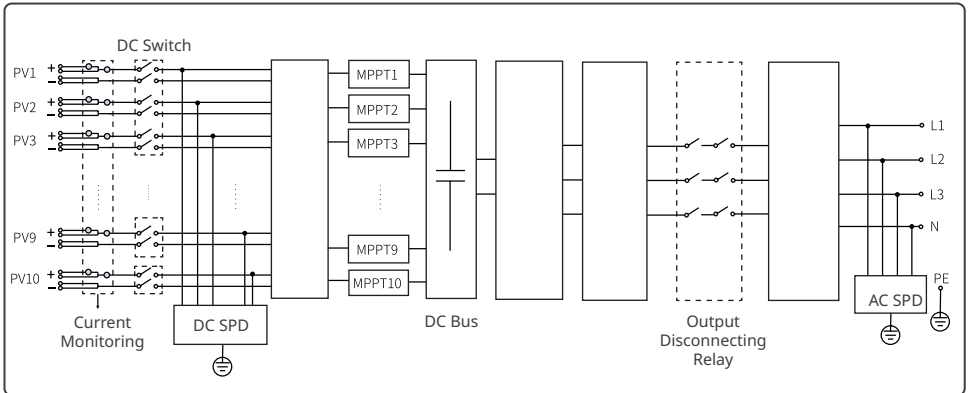 DC Switch
PV1
+
−
PV2
+
−
PV3
+
−
PV9
+
−
PV10
+
−
Current
Monitoring
DC SPD
MPPT1
MPPT2
MPPT3
MPPT9
MPPT10
DC Bus
Output
Disconnecting
Relay
L1
L2
L3
N
AC SPD
PE